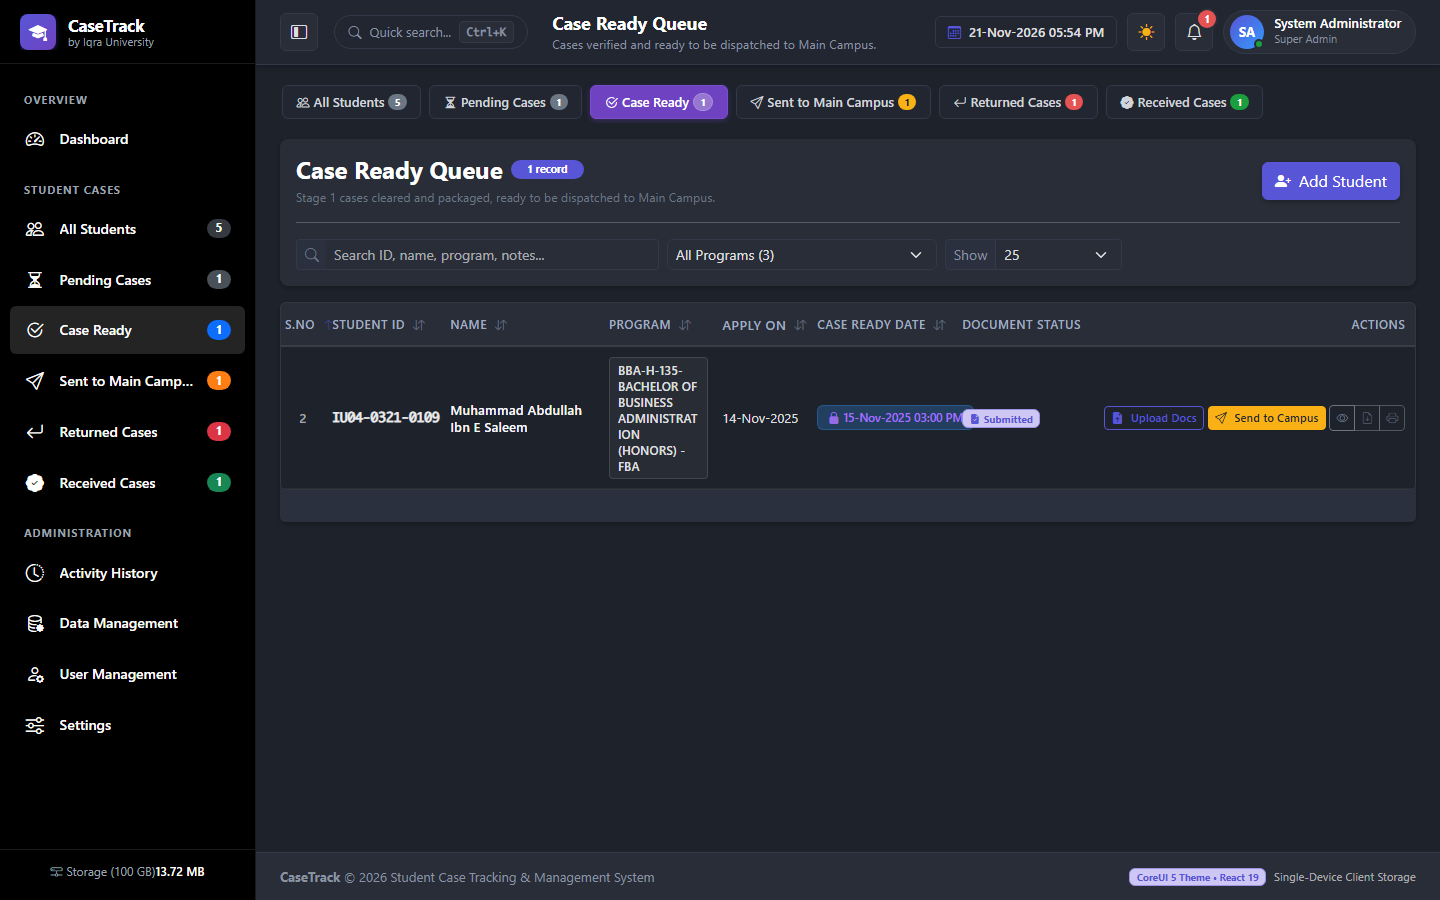 CaseTrack
by Iqra University
OVERVIEW
Dashboard
STUDENT CASES
All Students 5
Pending Cases 1
Case Ready 1
Sent to Main Camp... 1
Returned Cases 1
Received Cases 1
ADMINISTRATION
Activity History
Data Management
User Management
Settings
Storage (100 GB)13.72 MB
Quick search... Ctrl+K
Case Ready Queue
Cases verified and ready to be dispatched to Main Campus.
21-Nov-2026 05:54 PM
1
SA
System Administrator
Super Admin
All Students 5
Pending Cases 1
Case Ready 1
Sent to Main Campus 1
Returned Cases 1
Received Cases 1
Case Ready Queue 1 record
Stage 1 cases cleared and packaged, ready to be dispatched to Main Campus.
Add Student
Search ID, name, program, notes...
All Programs (3)
Show 25
S.NO STUDENT ID NAME PROGRAM APPLY ON CASE READY DATE DOCUMENT STATUS ACTIONS
2
IU04-0321-0109
Muhammad Abdullah
Ibn E Saleem
BBA-H-135-
BACHELOR OF
BUSINESS
ADMINISTRAT
ION
(HONORS) -
FBA
14-Nov-2025
15-Nov-2025 03:00 PM
Submitted
Upload Docs
Send to Campus
CaseTrack © 2026 Student Case Tracking & Management System
CoreUI 5 Theme • React 19
Single-Device Client Storage